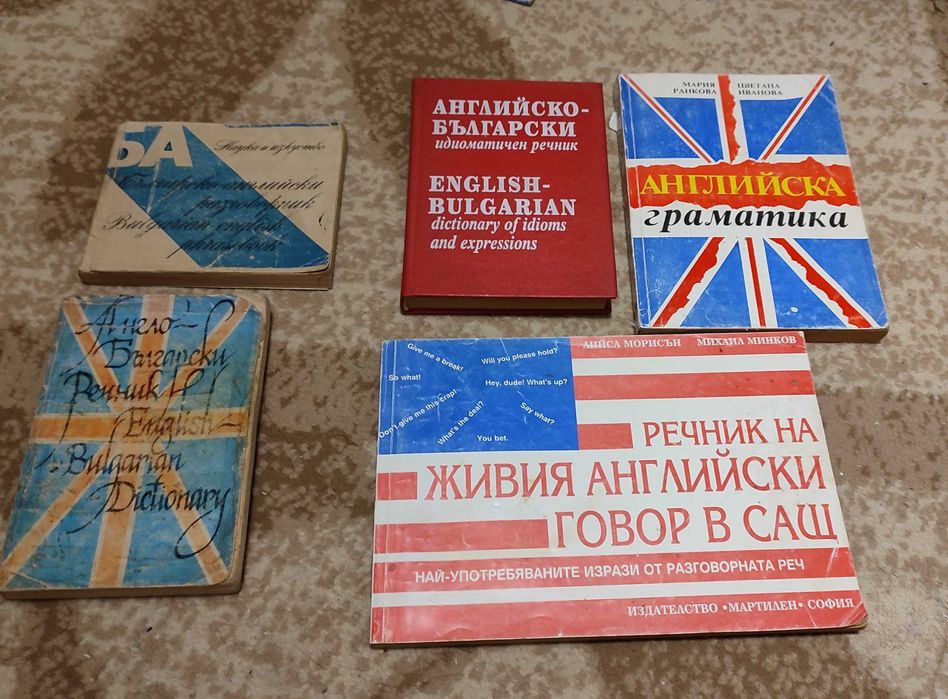 БА
Наука и изкуство
Българско-английски
разговорник
Bulgarian-english
phrasebook
АНГЛИЙСКО-
БЪЛГАРСКИ
идиоматичен речник
ENGLISH-
BULGARIAN
dictionary of idioms
and expressions
МАРИЯ
РАНКОВА
ЦВЕТАНА
ИВАНОВА
АНГЛИЙСКА
граматика
Англо-
Български
Речник
English-
Bulgarian
Dictionary
ЛИЙСА МОРИСЪН МИХАИЛ МИНКОВ
Give me a break!
Will you please hold?
So what!
Hey, dude! What's up?
Don't give me this crap!
What's the deal?
Say what?
You bet.
РЕЧНИК НА
ЖИВИЯ АНГЛИЙСКИ
ГОВОР В САЩ
НАЙ-УПОТРЕБЯВАНИТЕ ИЗРАЗИ ОТ РАЗГОВОРНАТА РЕЧ
ИЗДАТЕЛСТВО • МАРТИЛЕН • СОФИЯ